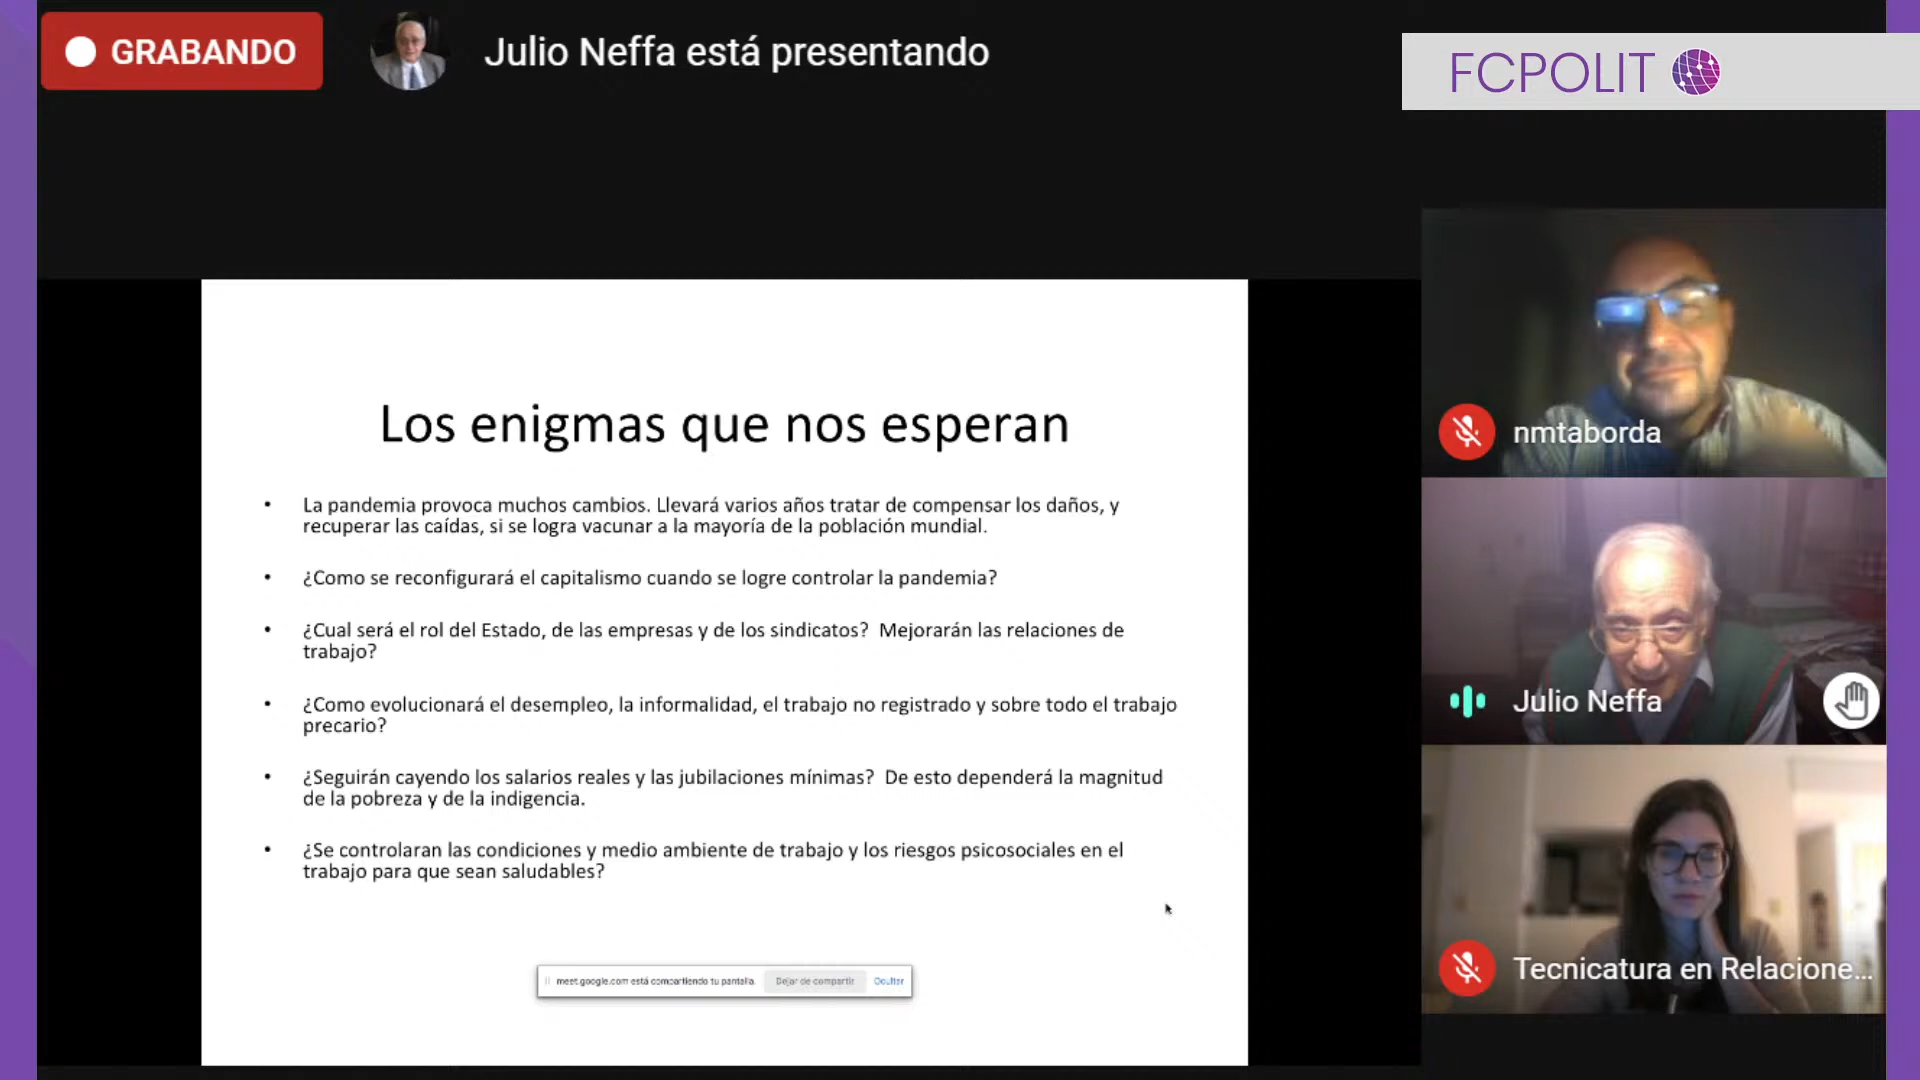 GRABANDO
Julio Neffa está presentando
FCPOLIT
Los enigmas que nos esperan
• La pandemia provoca muchos cambios. Llevará varios años tratar de compensar los daños, y
recuperar las caídas, si se logra vacunar a la mayoría de la población mundial.
• ¿Como se reconfigurará el capitalismo cuando se logre controlar la pandemia?
• ¿Cual será el rol del Estado, de las empresas y de los sindicatos? Mejorarán las relaciones de
trabajo?
• ¿Como evolucionará el desempleo, la informalidad, el trabajo no registrado y sobre todo el trabajo
precario?
• ¿Seguirán cayendo los salarios reales y las jubilaciones mínimas? De esto dependerá la magnitud
de la pobreza y de la indigencia.
• ¿Se controlaran las condiciones y medio ambiente de trabajo y los riesgos psicosociales en el
trabajo para que sean saludables?
meet.google.com está compartiendo tu pantalla. Dejar de compartir Ocultar
nmtaborda
Julio Neffa
Tecnicatura en Relacione...